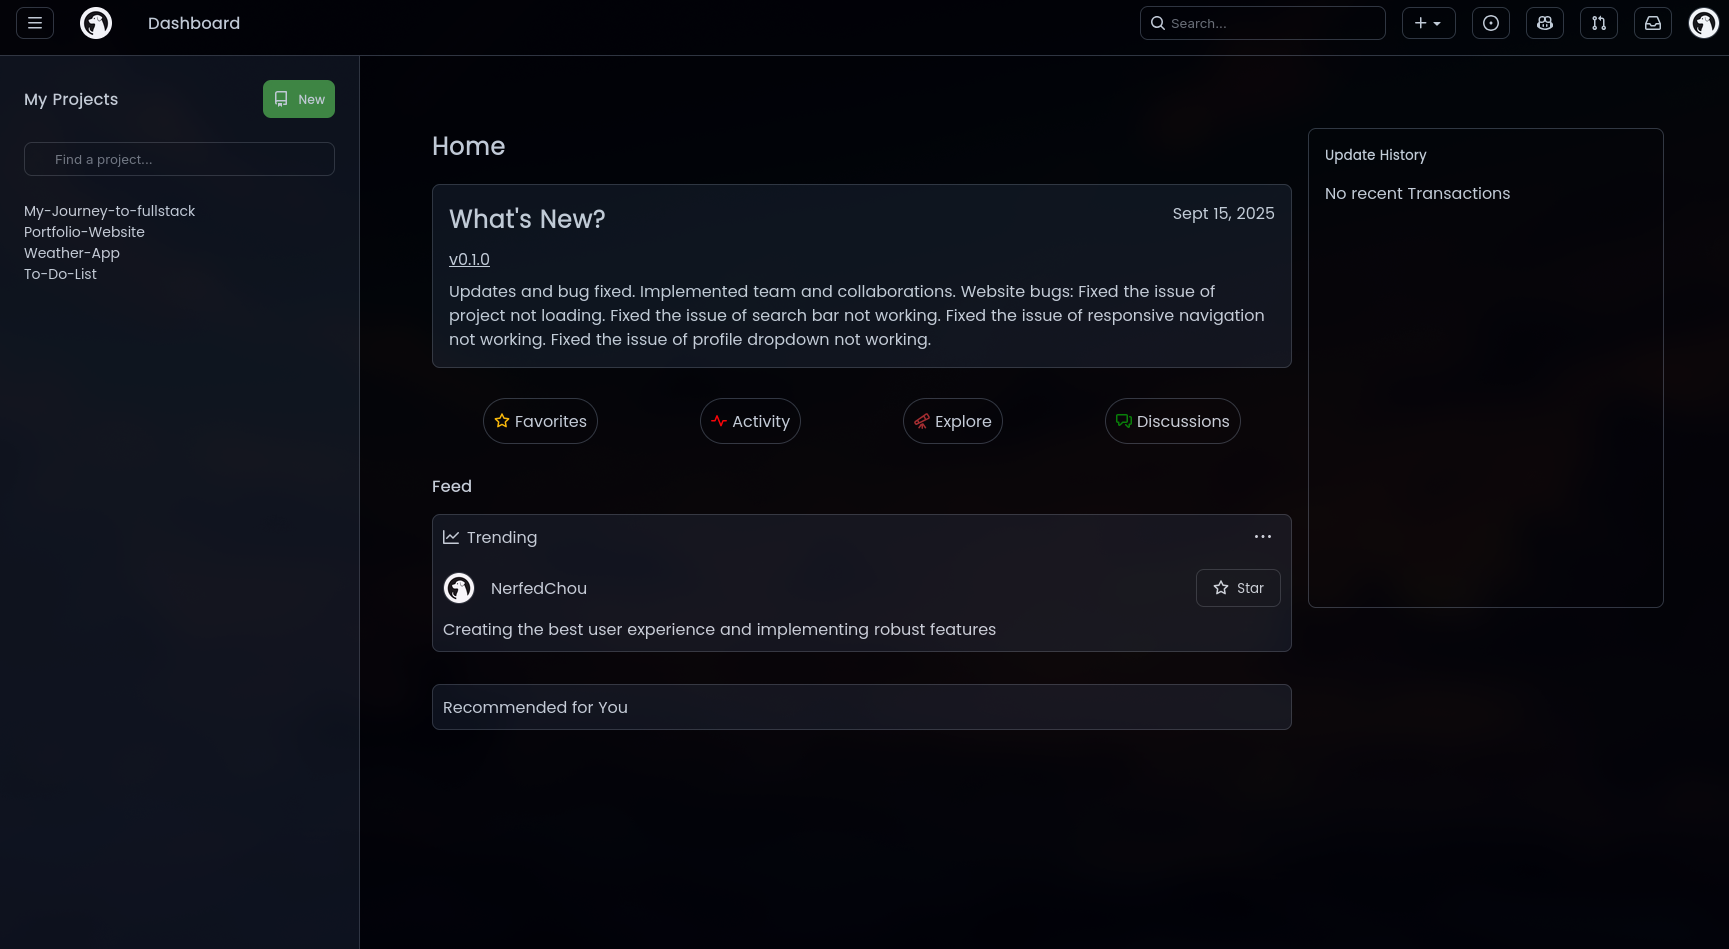 Dashboard
Search...
My Projects
New
Find a project...
My-Journey-to-fullstack
Portfolio-Website
Weather-App
To-Do-List
Home
What's New?
Sept 15, 2025
v0.1.0
Updates and bug fixed. Implemented team and collaborations. Website bugs: Fixed the issue of
project not loading. Fixed the issue of search bar not working. Fixed the issue of responsive navigation
not working. Fixed the issue of profile dropdown not working.
Favorites
Activity
Explore
Discussions
Feed
Trending
NerfedChou
Star
Creating the best user experience and implementing robust features
Recommended for You
Update History
No recent Transactions